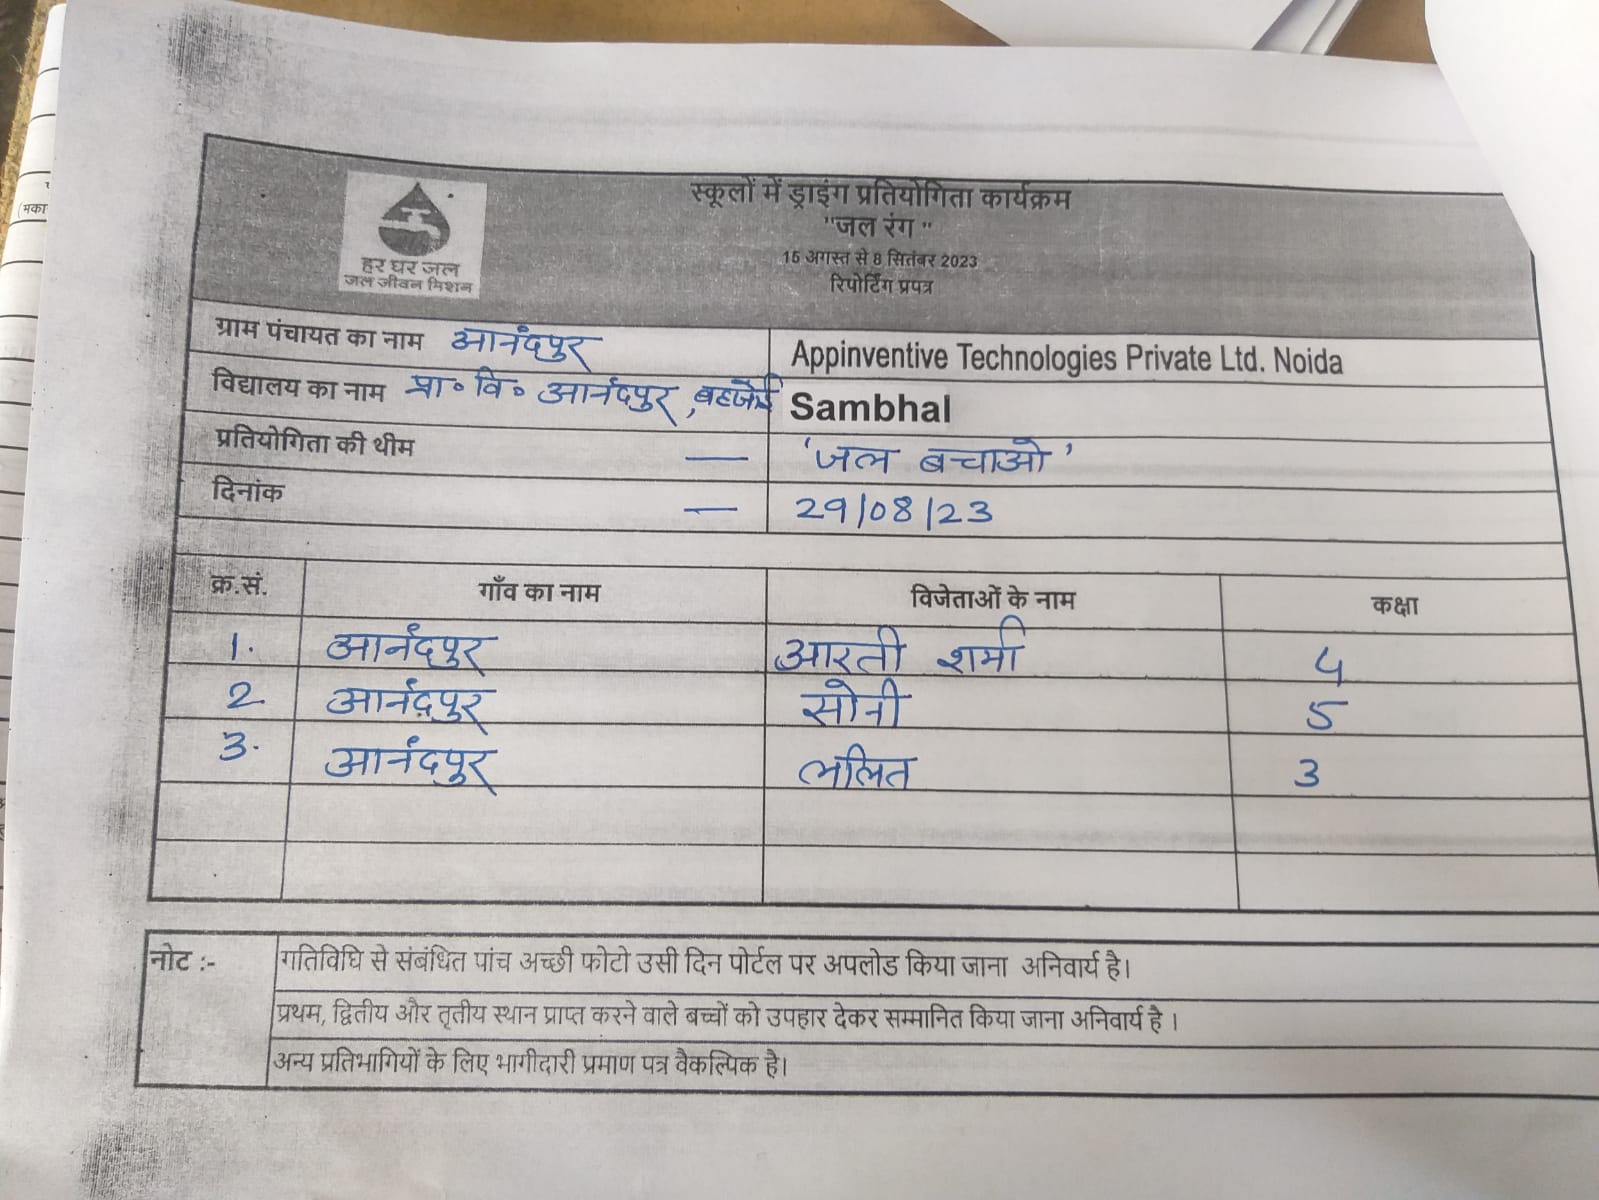 हर घर जल
जल जीवन मिशन
स्कूलों में ड्राइंग प्रतियोगिता कार्यक्रम
"जल रंग"
15 अगस्त से 8 सितंबर 2023
रिपोर्टिंग प्रपत्र
ग्राम पंचायत का नाम आनंदपुर Appinventive Technologies Private Ltd. Noida
विद्यालय का नाम प्रा॰ वि॰ आनंदपुर, Sambhal
प्रतियोगिता की थीम — 'जल बचाओ'
दिनांक — 29/08/23
क्र.सं. गाँव का नाम विजेताओं के नाम कक्षा
1. आनंदपुर आरती शर्मा 4
2 आनंदपुर सोनी 5
3. आनंदपुर ललित 3
नोट :- गतिविधि से संबंधित पांच अच्छी फोटो उसी दिन पोर्टल पर अपलोड किया जाना अनिवार्य है।
प्रथम, द्वितीय और तृतीय स्थान प्राप्त करने वाले बच्चों को उपहार देकर सम्मानित किया जाना अनिवार्य है ।
अन्य प्रतिभागियों के लिए भागीदारी प्रमाण पत्र वैकल्पिक है।